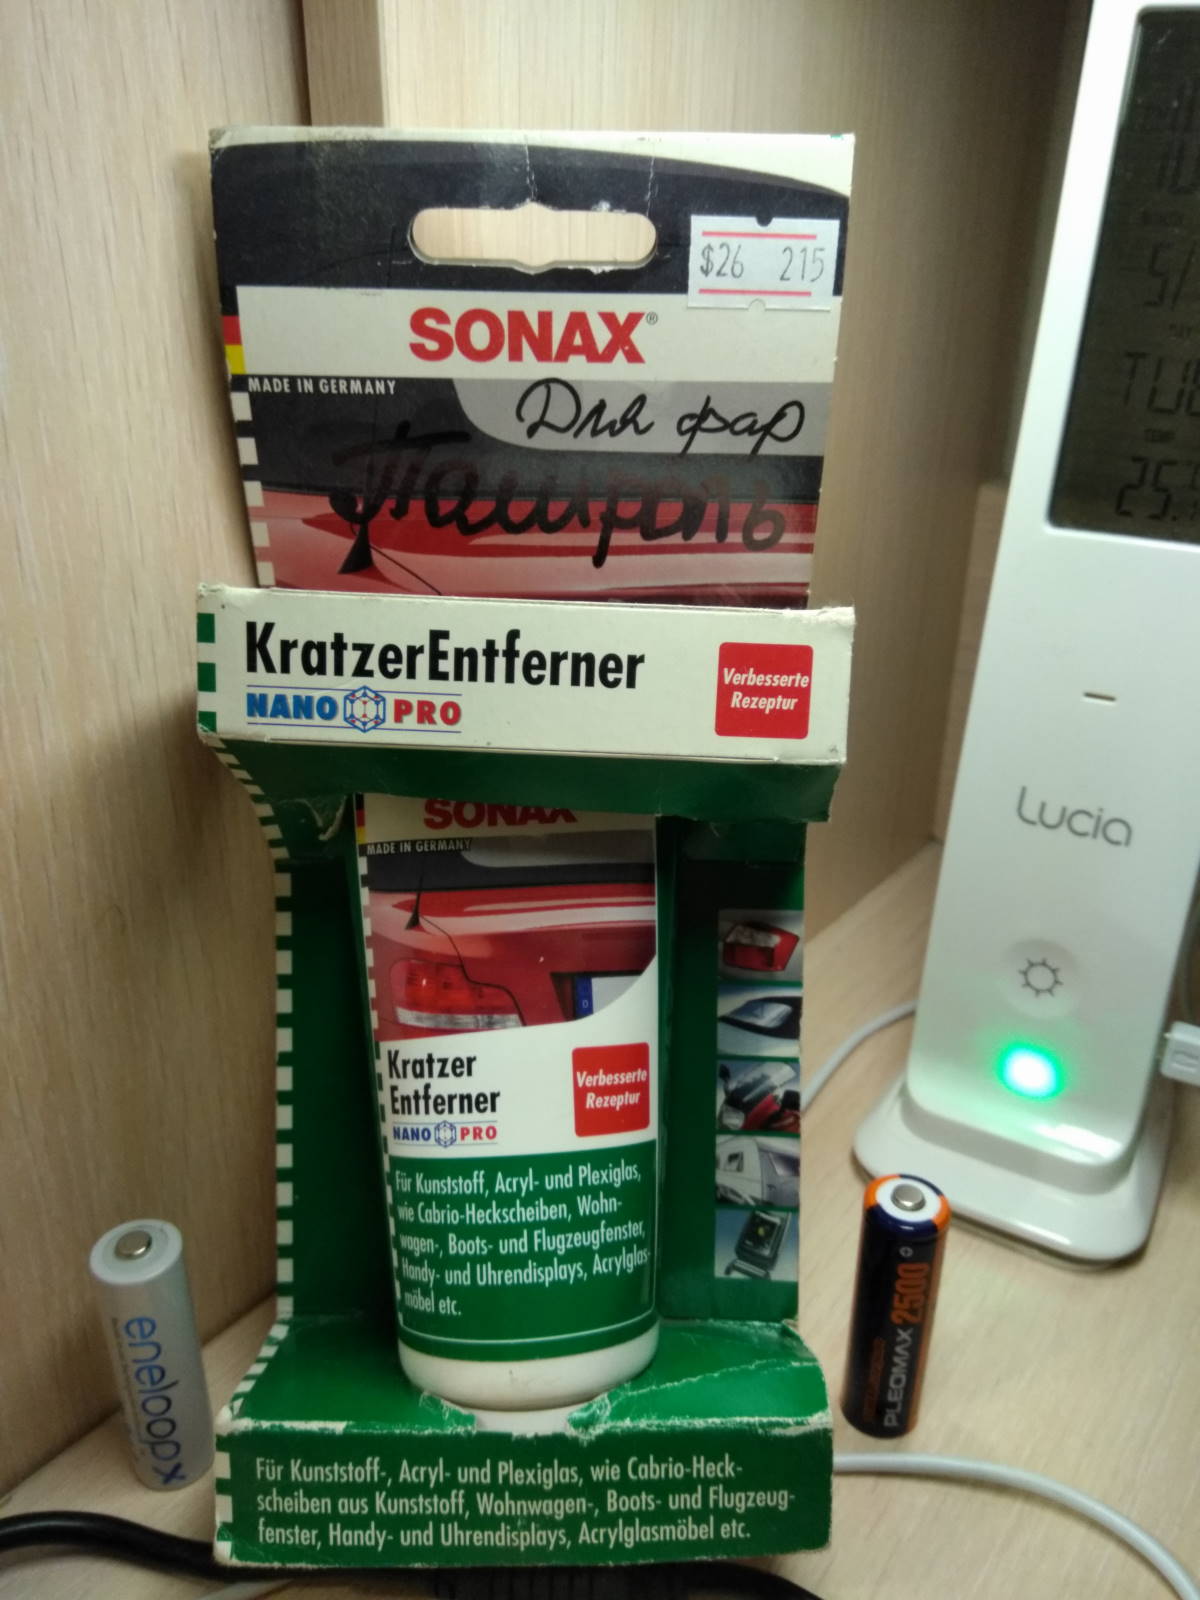 $26 215
SONAX®
MADE IN GERMANY
Для фар
KratzerEntferner
NANO PRO
Verbesserte
Rezeptur
SONAX
MADE IN GERMANY
Kratzer
Entferner
NANO PRO
Verbesserte
Rezeptur
D
Für Kunststoff, Acryl- und Plexiglas,
wie Cabrio-Heckscheiben, Wohn-
wagen-, Boots- und Flugzeugfenster,
Handy- und Uhrendisplays, Acrylglas-
möbel etc.
Für Kunststoff-, Acryl- und Plexiglas, wie Cabrio-Heck-
scheiben aus Kunststoff, Wohnwagen-, Boots- und Flugzeug-
fenster, Handy- und Uhrendisplays, Acrylglasmöbel etc.
eneloop
PLEOMAX 2500
Lucia
TUE